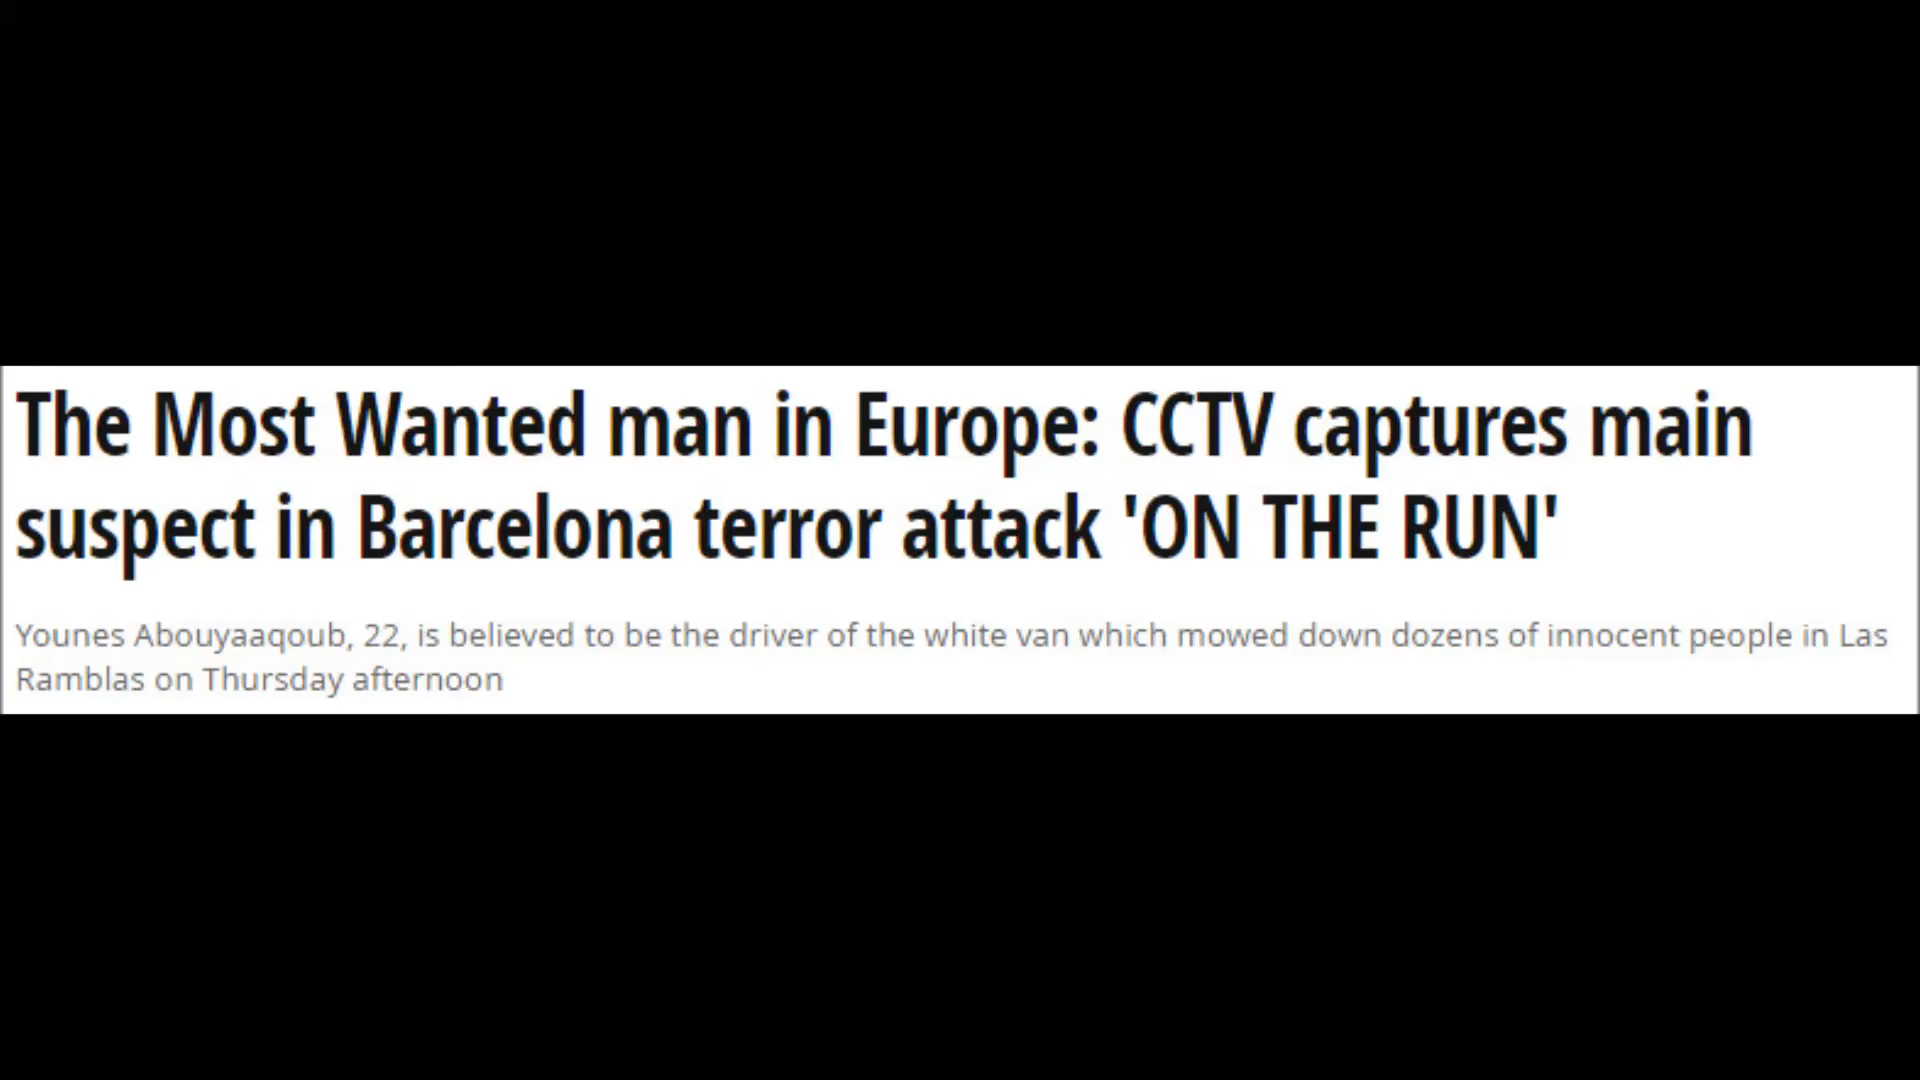 The Most Wanted man in Europe: CCTV captures main
suspect in Barcelona terror attack 'ON THE RUN'
Younes Abouyaaqoub, 22, is believed to be the driver of the white van which mowed down dozens of innocent people in Las
Ramblas on Thursday afternoon